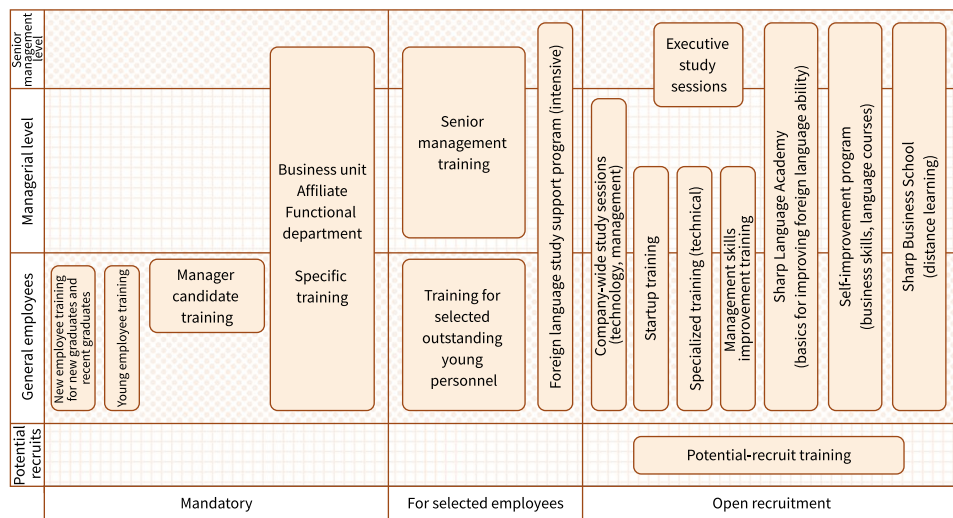 Senior
management
level
Managerial level
General employees
Potential
recruits
New employee training
for new graduates and
recent graduates
Young employee training
Manager
candidate
training
Business unit
Affiliate
Functional
department
Specific
training
Senior
management
training
Training for
selected
outstanding
young
personnel
Foreign language study support program (intensive)
Company-wide study sessions
(technology, management)
Startup training
Specialized training (technical)
Management skills
improvement training
Executive
study
sessions
Sharp Language Academy
(basics for improving foreign language ability)
Self-improvement program
(business skills, language courses)
Sharp Business School
(distance learning)
Potential-recruit training
Mandatory
For selected employees
Open recruitment